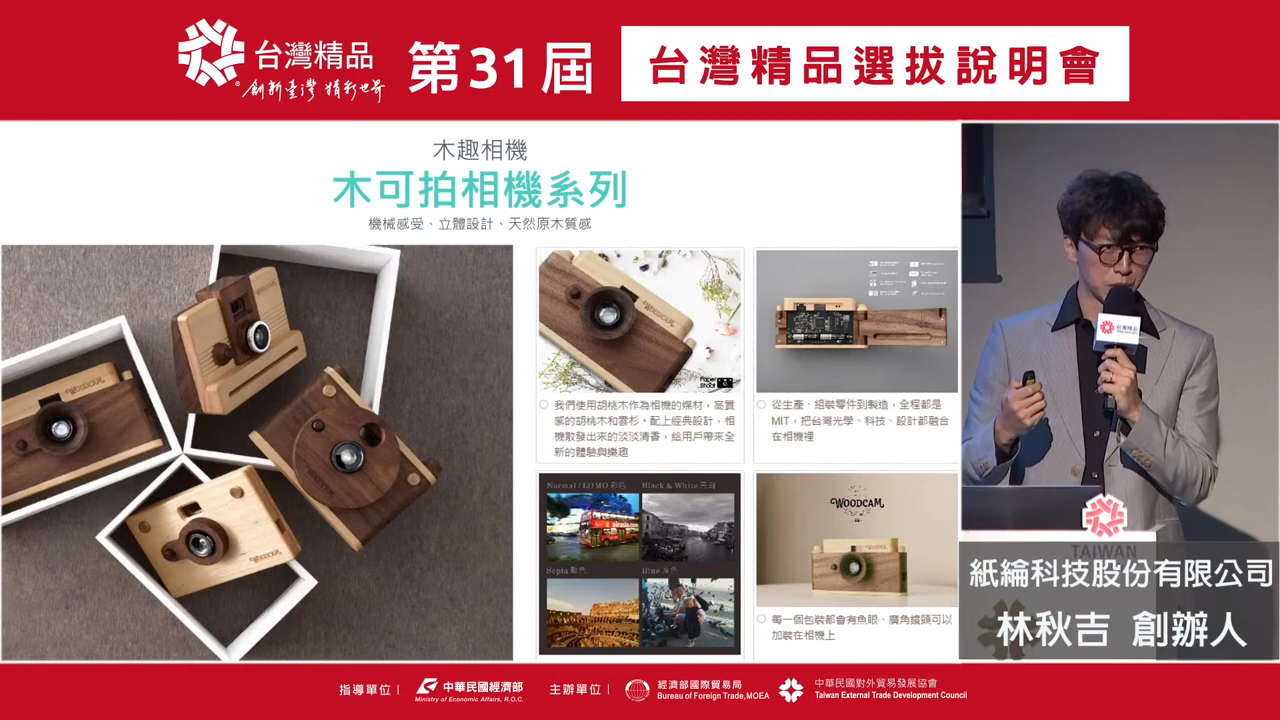 台灣精品
創新臺灣 精彩世界
第31屆
台灣精品選拔說明會
木趣相機
木可拍相機系列
機械感受、立體設計、天然原木質感
WOODCAM
WOODCAM
WOODCAM
WOODCAM
Paper Shoot
我們使用胡桃木作為相機的媒材，高質
感的胡桃木和雲杉。配上經典設計，相
機散發出來的淡淡清香，給用戶帶來全
新的體驗與樂趣
從生產、組裝零件到製造，全程都是
MIT，把台灣光學、科技、設計都融合
在相機裡
Normal / LOMO 彩色
Black & White 黑白
Sepia 懷色
Blue 冷色
WOODCAM
每一個包裝都會有魚眼、廣角鏡頭可以
加裝在相機上
台灣精品
TAIWAN
紙綸科技股份有限公司
林秋吉 創辦人
指導單位
中華民國經濟部
Ministry of Economic Affairs, R.O.C.
主辦單位
經濟部國際貿易局
Bureau of Foreign Trade,MOEA
中華民國對外貿易發展協會
Taiwan External Trade Development Council